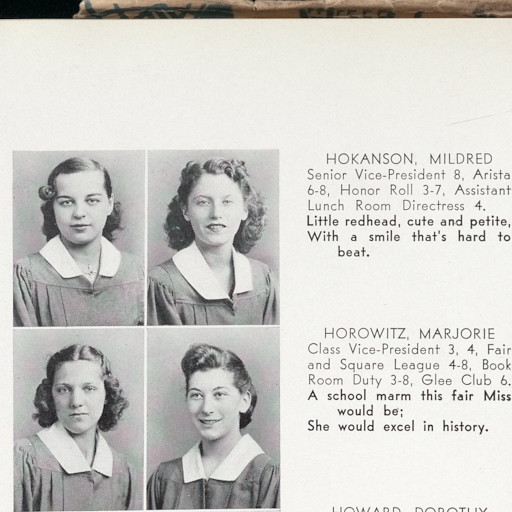 HOKANSON, MILDRED
Senior Vice-President 8, Arista
6-8, Honor Roll 3-7, Assistant
Lunch Room Directress 4.
Little redhead, cute and petite,
With a smile that's hard to
beat.
HOROWITZ, MARJORIE
Class Vice-President 3, 4, Fair
and Square League 4-8, Book
Room Duty 3-8, Glee Club 6.
A school marm this fair Miss
would be;
She would excel in history.
HOWARD, DOROTHY